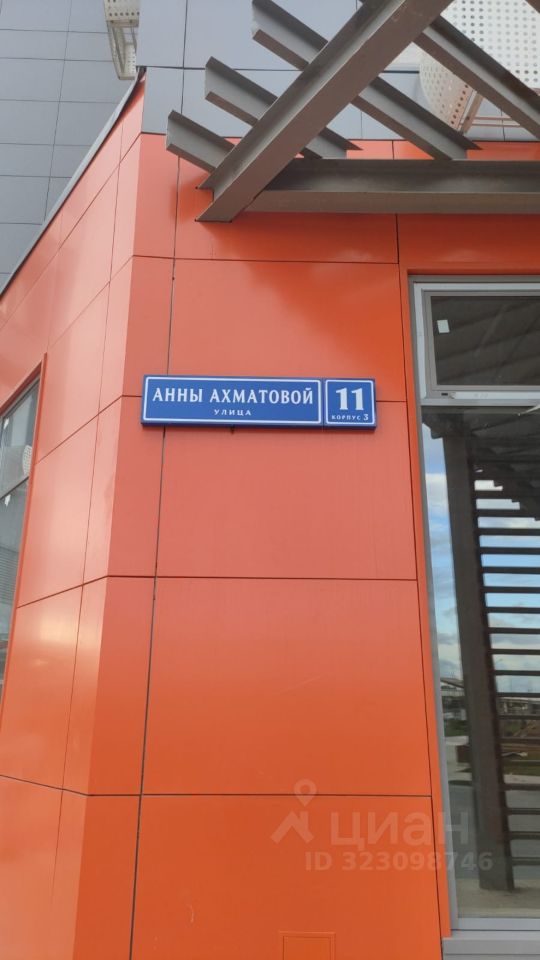 АННЫ АХМАТОВОЙ
УЛИЦА
11
КОРПУС 3
циан
ID 323098746